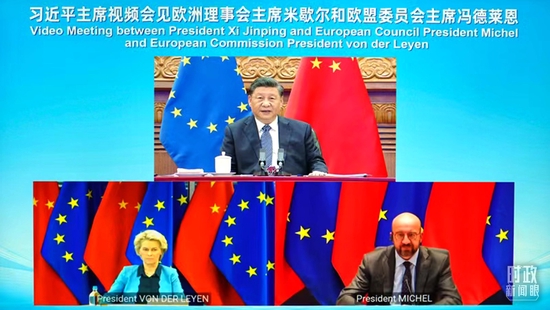 习近平主席视频会见欧洲理事会主席米歇尔和欧盟委员会主席冯德莱恩
Video Meeting between President Xi Jinping and European Council President Michel
and European Commission President von der Leyen
President VON DER LEYEN
President MICHEL
时政
新闻眼